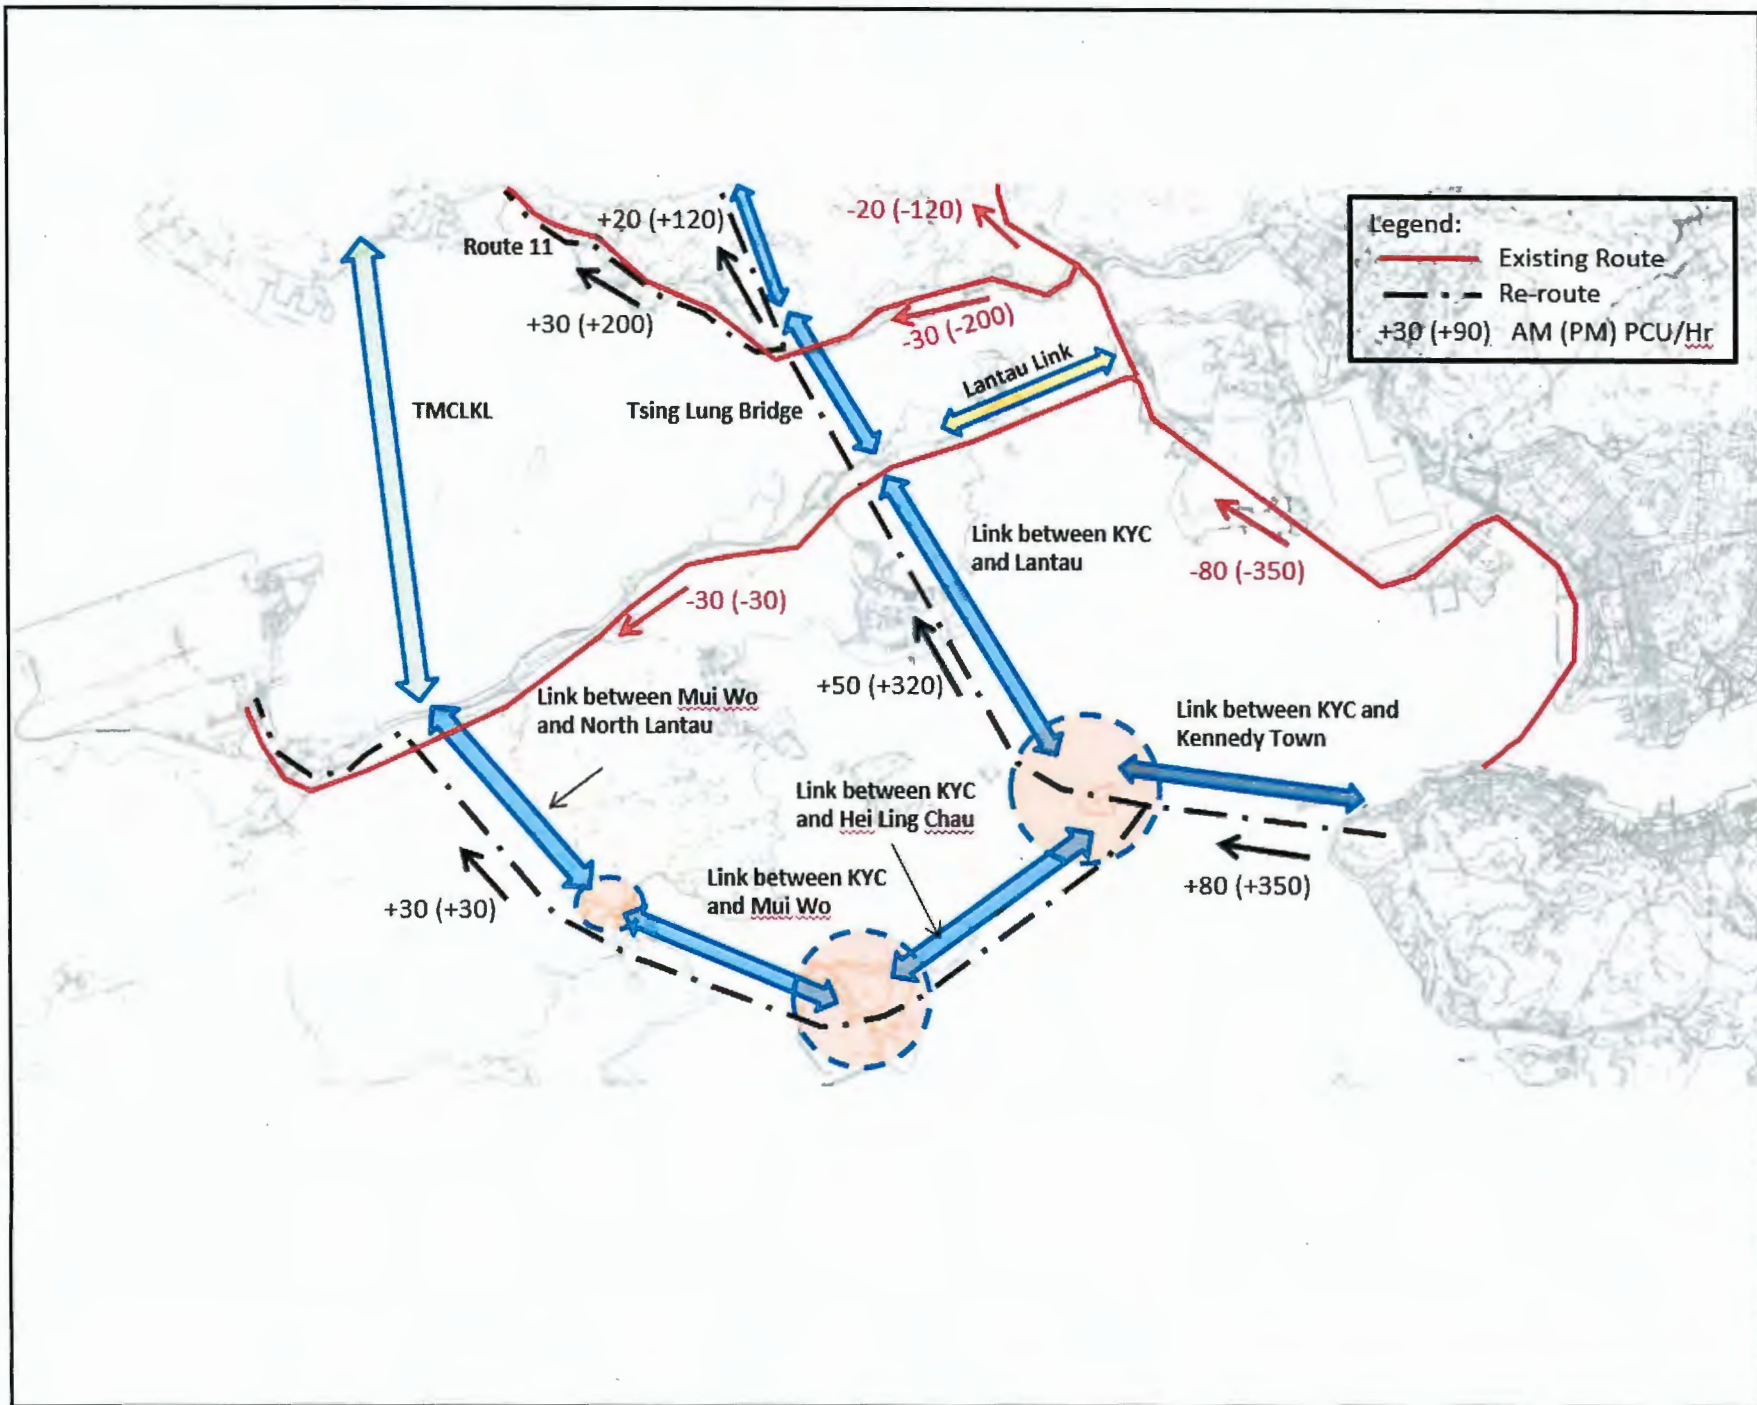 +20 (+120)
-20 (-120)
Legend:
Existing Route
Re-route
+30 (+90) AM (PM) PCU/Hr
Route 11
+30 (+200)
-30 (-200)
Lantau Link
TMCLKL
Tsing Lung Bridge
Link between KYC
and Lantau
-80 (-350)
-30 (-30)
+50 (+320)
Link between Mui Wo
and North Lantau
Link between KYC and
Kennedy Town
Link between KYC
and Hei Ling Chau
Link between KYC
and Mui Wo
+80 (+350)
+30 (+30)